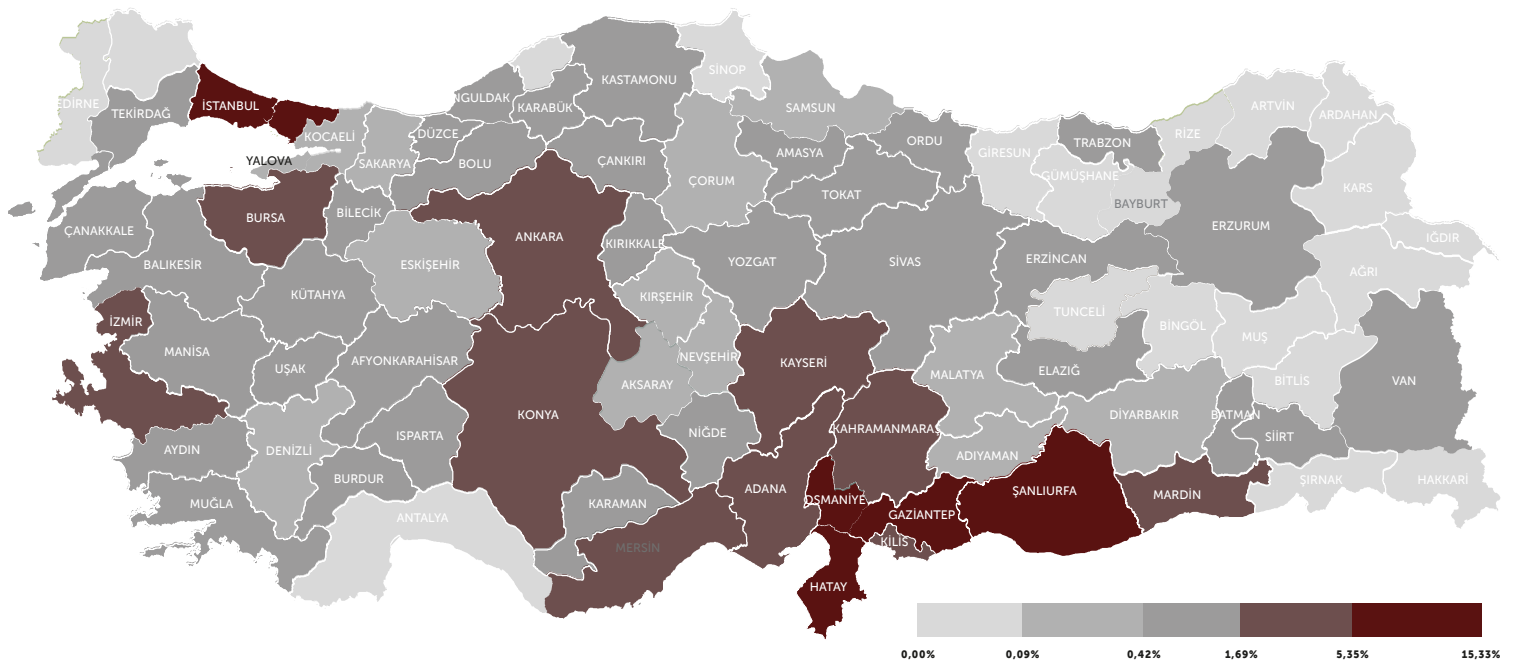 SİNOP
KASTAMONU
EDİRNE
TEKİRDAĞ
İSTANBUL
NGULDAK
KARABÜK
SAMSUN
ARTVİN
ARDAHAN
KOCAELİ
DÜZCE
RİZE
ORDU
TRABZON
GİRESUN
YALOVA
SAKARYA
BOLU
ÇANKIRI
AMASYA
GÜMÜŞHANE
ÇORUM
TOKAT
KARS
BAYBURT
BİLECİK
BURSA
ÇANAKKALE
ANKARA
ERZURUM
KIRIKKALE
IĞDIR
BALIKESİR
ESKİŞEHİR
YOZGAT
SİVAS
ERZİNCAN
AĞRI
KÜTAHYA
KIRŞEHİR
TUNCELİ
İZMİR
BİNGÖL
MUŞ
MANİSA
AFYONKARAHİSAR
NEVŞEHİR
KAYSERİ
UŞAK
MALATYA
ELAZIĞ
BİTLİS
VAN
AKSARAY
KONYA
DİYARBAKIR
BATMAN
KAHRAMANMARAŞ
NİĞDE
ISPARTA
SİİRT
AYDIN
DENİZLİ
ADIYAMAN
BURDUR
ŞIRNAK
HAKKARİ
ADANA
ŞANLIURFA
MARDİN
OSMANİYE
MUĞLA
KARAMAN
GAZİANTEP
ANTALYA
KİLİS
MERSİN
HATAY
0,00% 0,09% 0,42% 1,69% 5,35% 15,33%